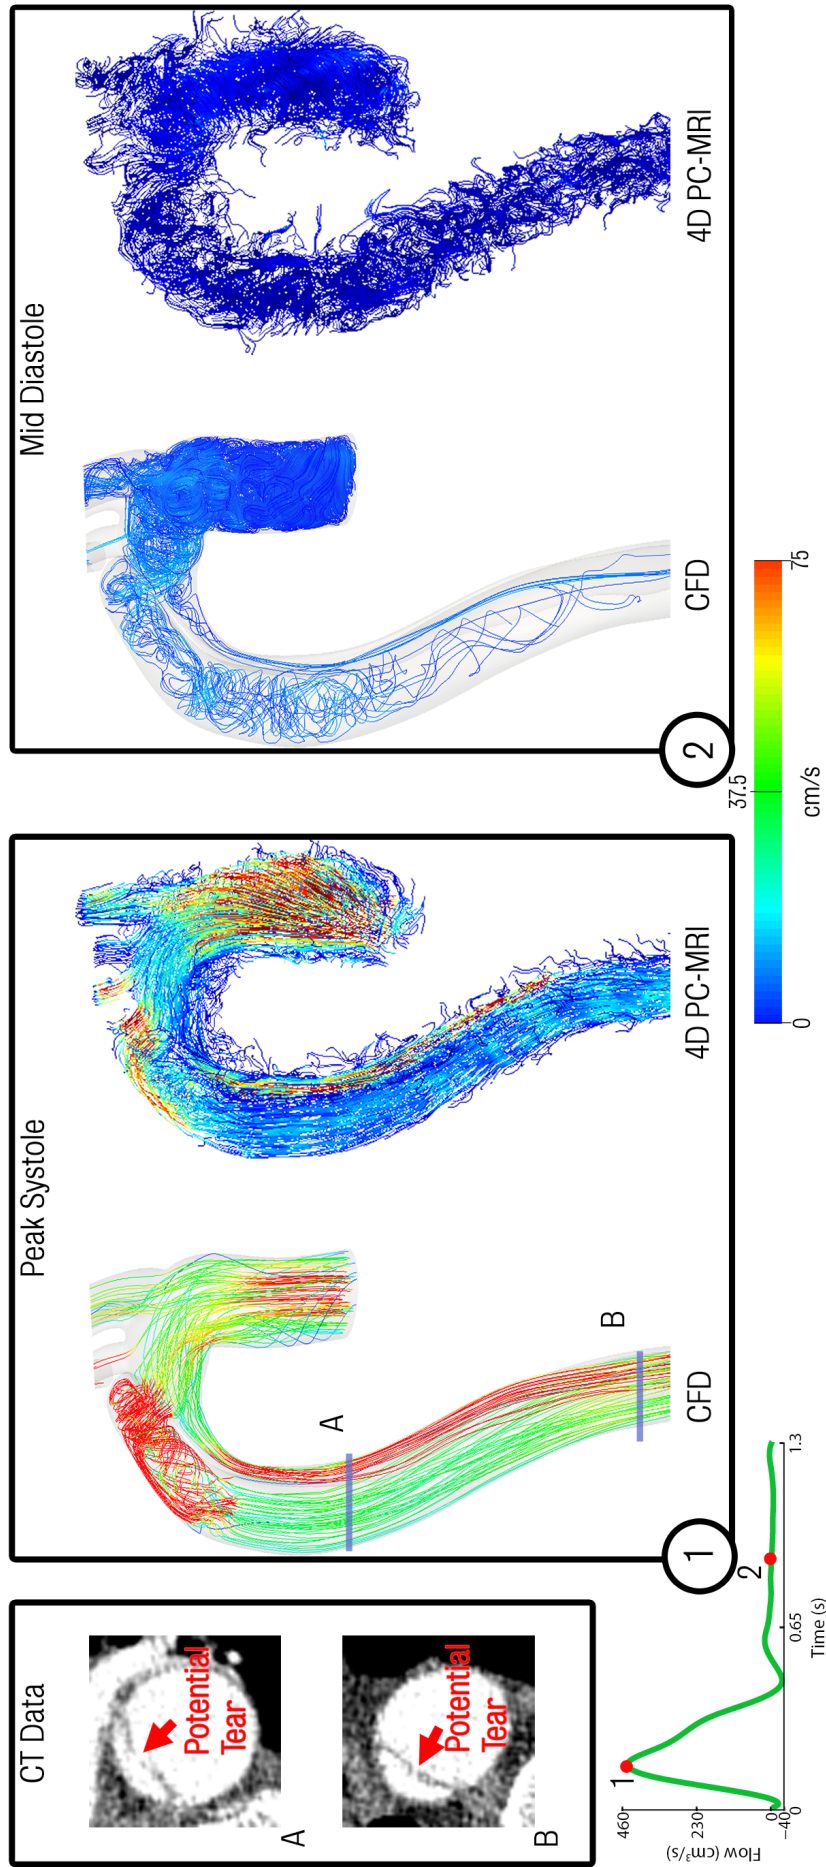 CT Data
Potential
Tear
A
Potential
Tear
B
Peak Systole
A
B
CFD
4D PC-MRI
1
Mid Diastole
CFD
4D PC-MRI
2
Flow (cm³/s)
460
230
0
-40
1
2
0
0.65
1.3
Time (s)
0
37.5
75
cm/s